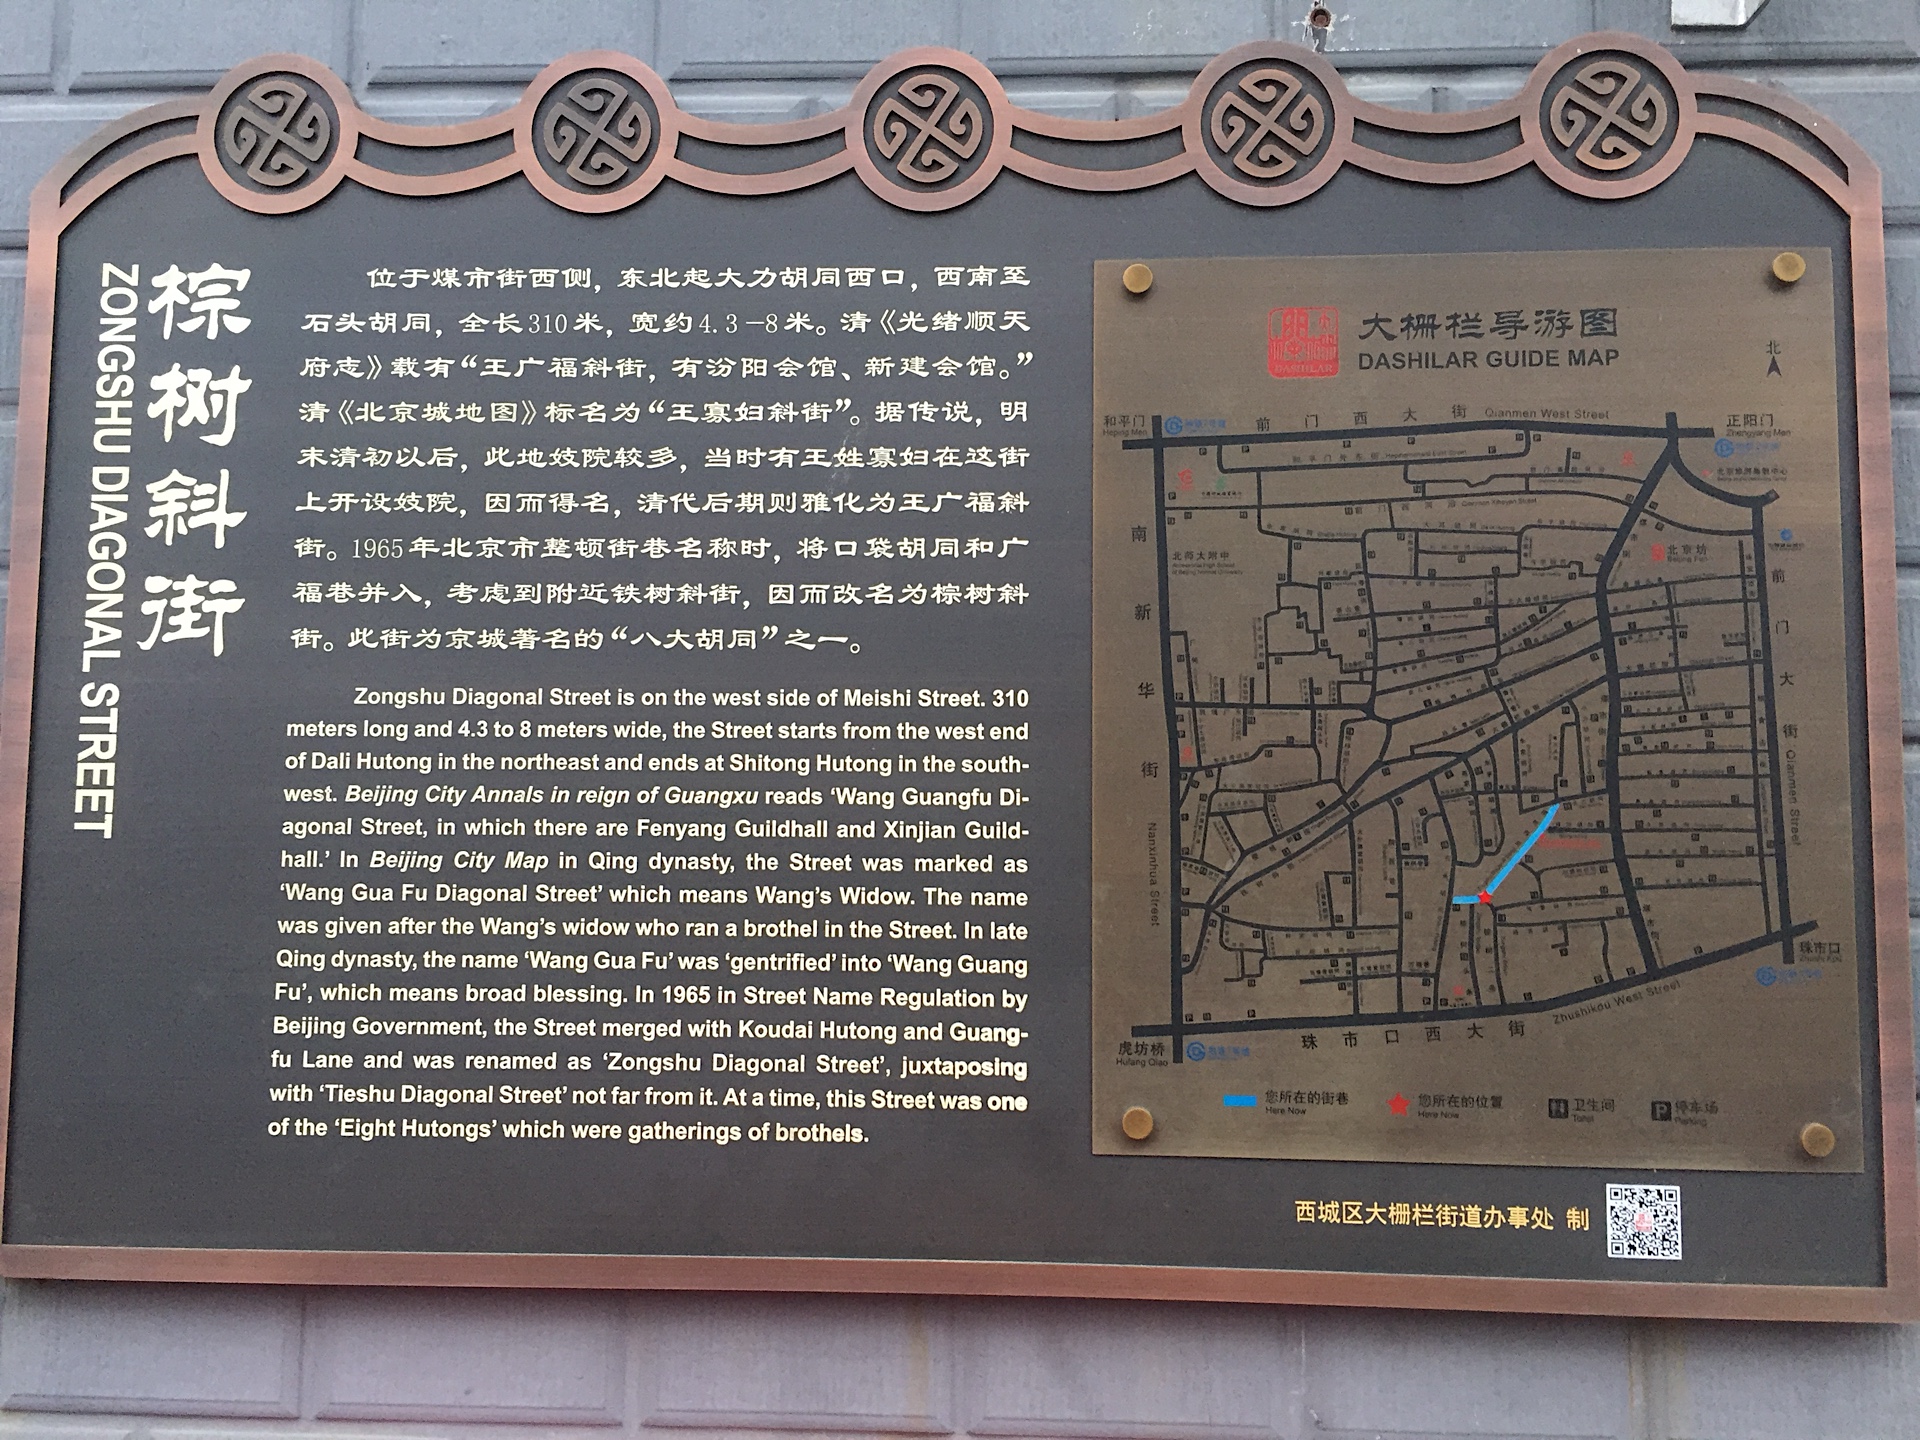 棕树斜街
ZONGSHU DIAGONAL STREET
位于煤市街西侧，东北起大力胡同西口，西南至
石头胡同，全长310米，宽约4.3－8米。清《光绪顺天
府志》载有“王广福斜街，有汾阳会馆、新建会馆。”
清《北京城地图》标名为“王寡妇斜街”。据传说，明
末清初以后，此地妓院较多，当时有王姓寡妇在这街
上开设妓院，因而得名，清代后期则雅化为王广福斜
街。1965年北京市整顿街巷名称时，将口袋胡同和广
福巷并入，考虑到附近铁树斜街，因而改名为棕树斜
街。此街为京城著名的“八大胡同”之一。
Zongshu Diagonal Street is on the west side of Meishi Street. 310
meters long and 4.3 to 8 meters wide, the Street starts from the west end
of Dali Hutong in the northeast and ends at Shitong Hutong in the south-
west. Beijing City Annals in reign of Guangxu reads ‘Wang Guangfu Di-
agonal Street, in which there are Fenyang Guildhall and Xinjian Guild-
hall.’ In Beijing City Map in Qing dynasty, the Street was marked as
‘Wang Gua Fu Diagonal Street’ which means Wang’s Widow. The name
was given after the Wang’s widow who ran a brothel in the Street. In late
Qing dynasty, the name ‘Wang Gua Fu’ was ‘gentrified’ into ‘Wang Guang
Fu’, which means broad blessing. In 1965 in Street Name Regulation by
Beijing Government, the Street merged with Koudai Hutong and Guang-
fu Lane and was renamed as ‘Zongshu Diagonal Street’, juxtaposing
with ‘Tieshu Diagonal Street’ not far from it. At a time, this Street was one
of the ‘Eight Hutongs’ which were gatherings of brothels.
大栅栏导游图
DASHILAR GUIDE MAP
DASHILAR
北
和平门
Heping Men
前门西大街 Qianmen West Street
正阳门
Zhengyang Men
南新华街
Nanxinhua Street
北师大附中
北京坊
Beijing Fun
前门大街
Qianmen Street
珠市口
Zhushi Kou
珠市口西大街
Zhushikou West Street
虎坊桥
Hufang Qiao
您所在的街巷
Here Now
您所在的位置
Here Now
卫生间
Toilet
P
停车场
Parking
西城区大栅栏街道办事处 制